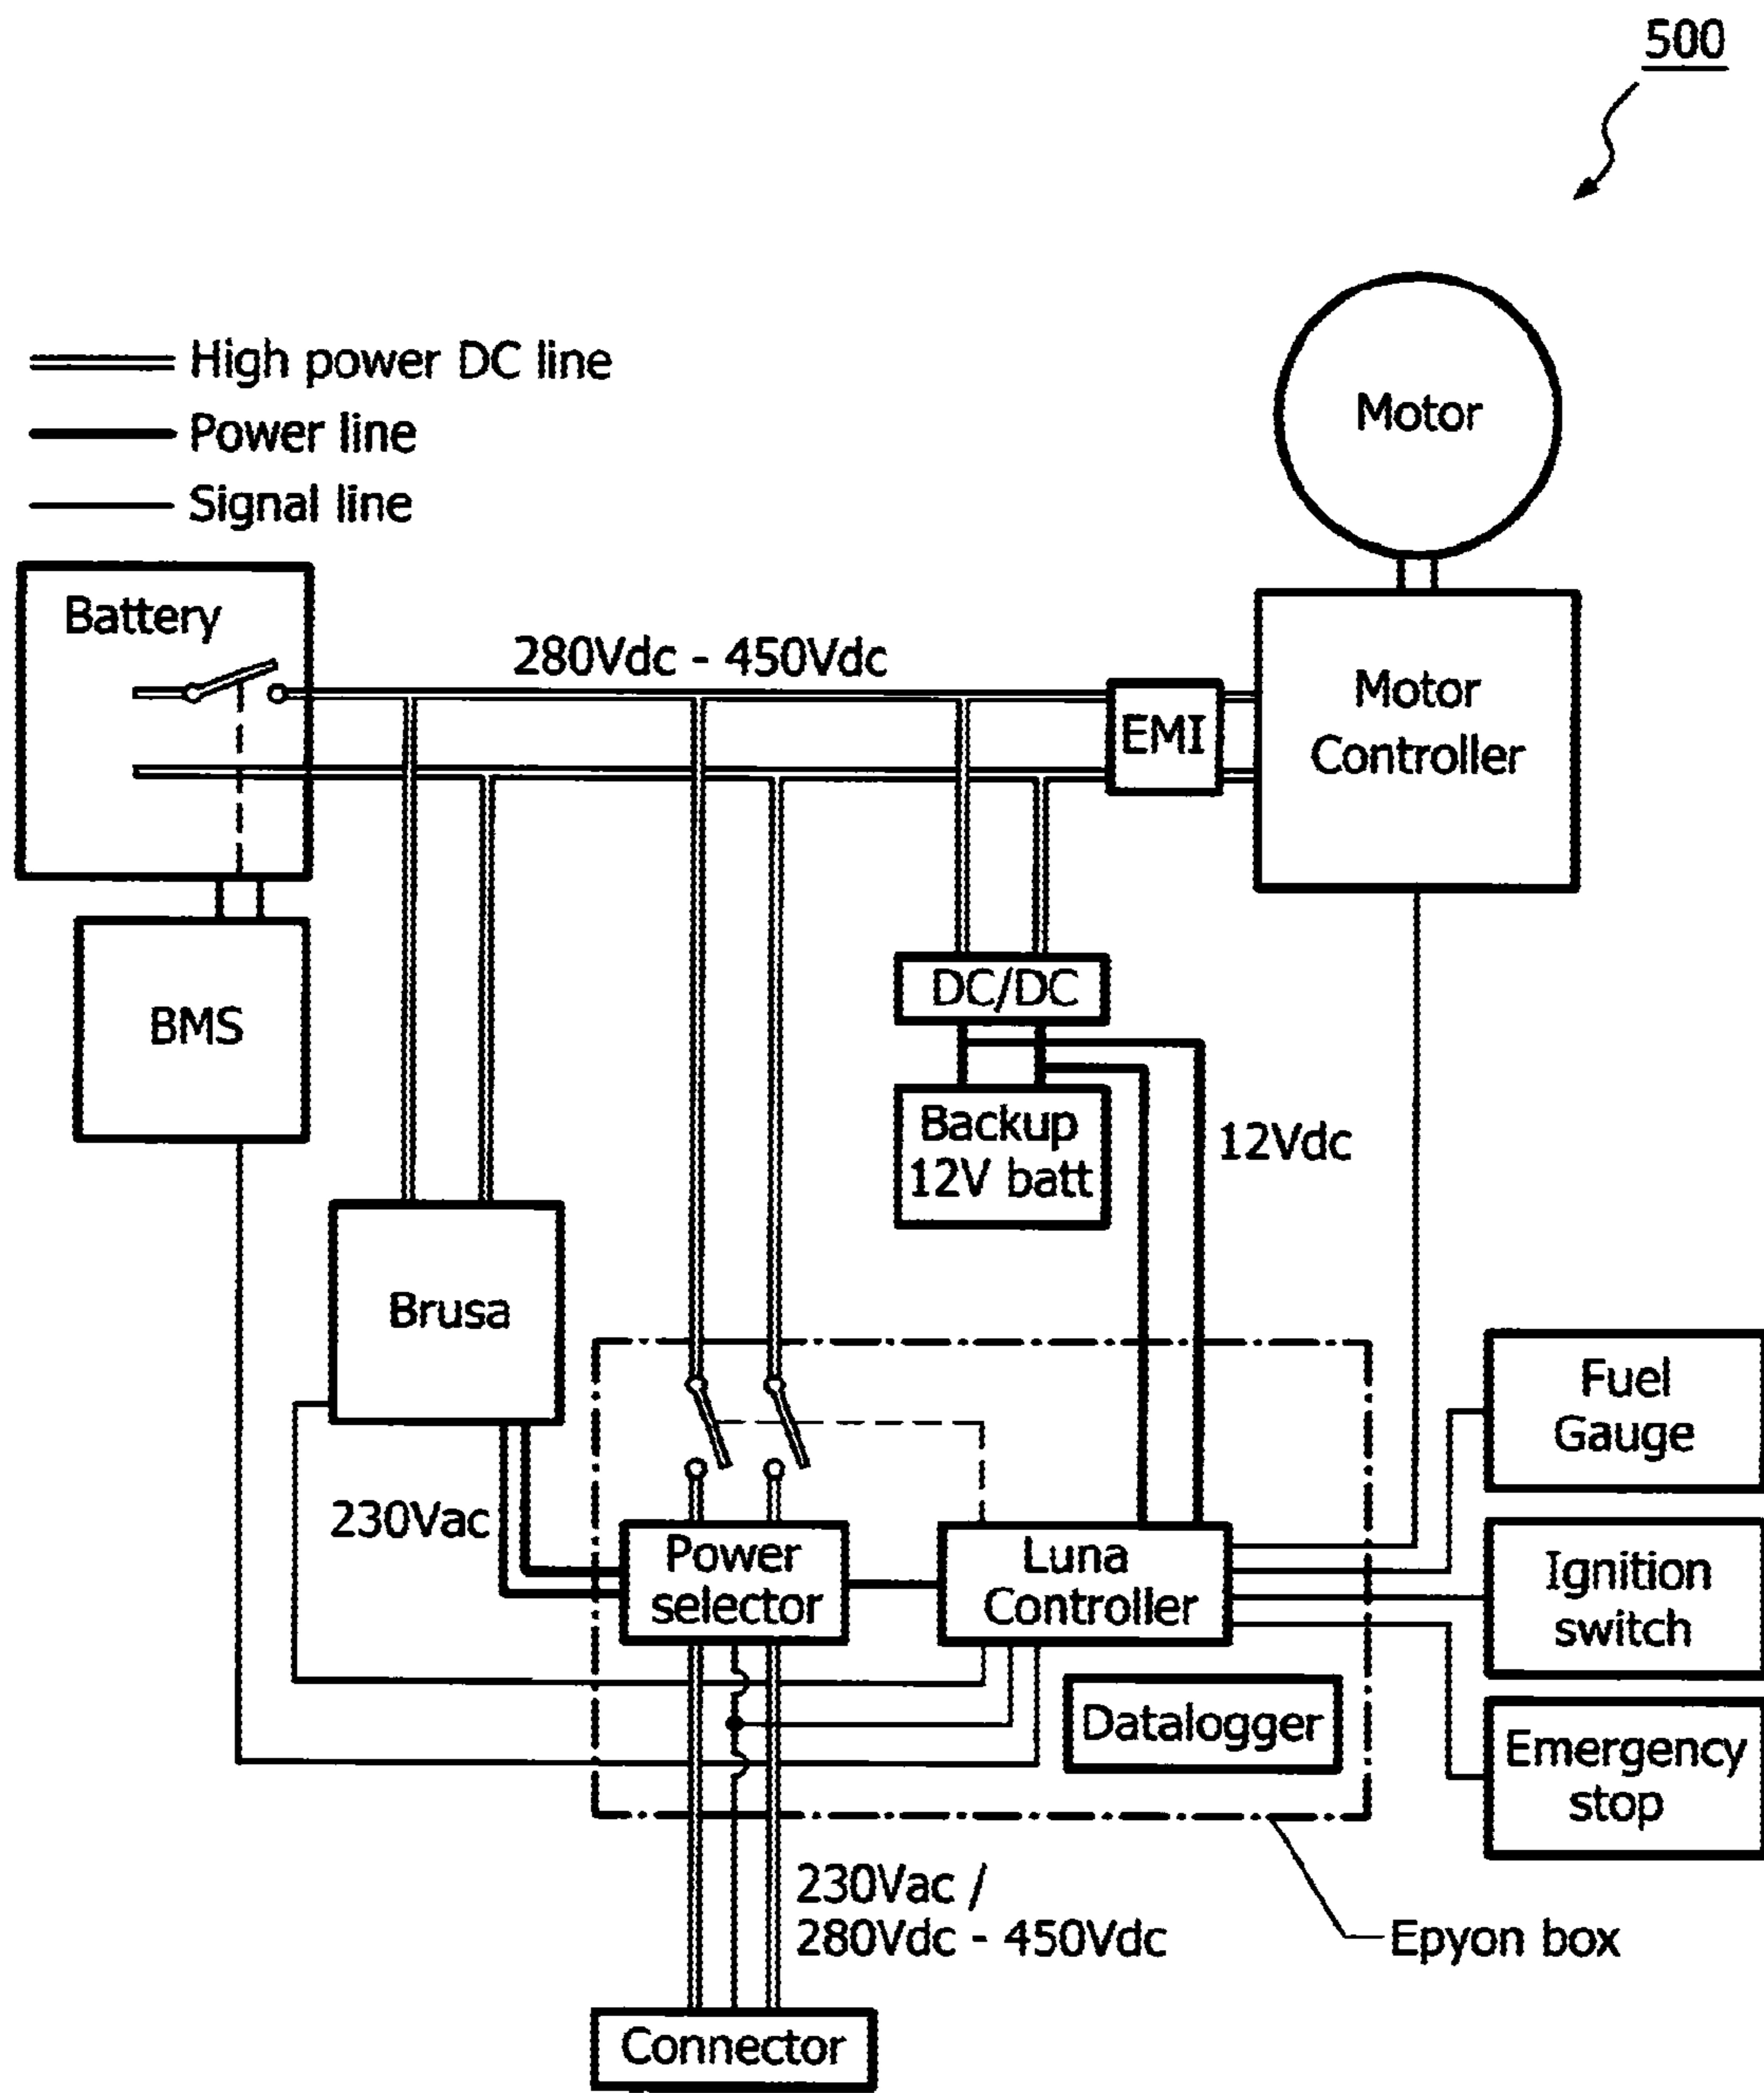 500
High power DC line
Power line
Signal line
Motor
Battery
280Vdc - 450Vdc
EMI
Motor
Controller
BMS
DC/DC
Backup
12V batt
12Vdc
Brusa
230Vac
Power
selector
Luna
Controller
Datalogger
Fuel
Gauge
Ignition
switch
Emergency
stop
230Vac /
280Vdc - 450Vdc
Epyon box
Connector